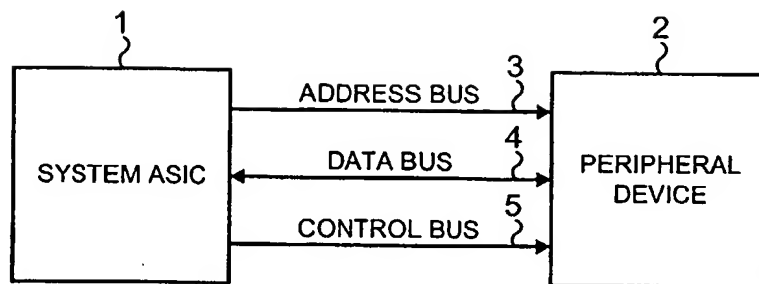 1
2
ADDRESS BUS 3
DATA BUS 4
SYSTEM ASIC
PERIPHERAL
DEVICE
CONTROL BUS 5